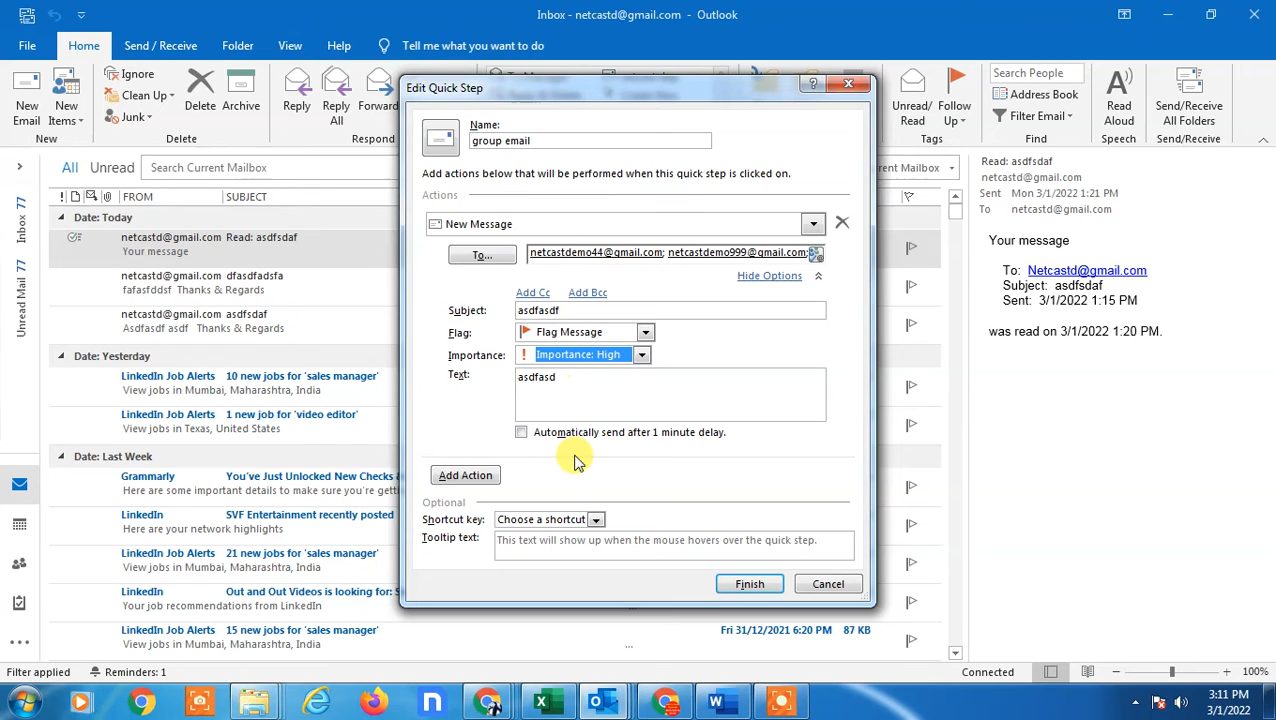 Inbox - netcastd@gmail.com - Outlook
File Home Send / Receive Folder View Help Tell me what you want to do
New Email
New Items
Ignore
Clean Up
Junk
Delete
Archive
Reply
Reply All
Forward
Unread/ Read
Follow Up
Search People
Address Book
Filter Email
Read Aloud
Send/Receive All Folders
New Delete Respond Find Speech Send/Receive
All Unread Search Current Mailbox
FROM SUBJECT
Date: Today
netcastd@gmail.com Read: asdfsdaf
Your message
netcastd@gmail.com dfasdfadsfa
fafasfddsf Thanks & Regards
netcastd@gmail.com asdfsdaf
Asdfasdf asdf Thanks & Regards
Date: Yesterday
LinkedIn Job Alerts 10 new jobs for 'sales manager'
View jobs in Mumbai, Maharashtra, India
LinkedIn Job Alerts 1 new job for 'video editor'
View jobs in Texas, United States
Date: Last Week
Grammarly You've Just Unlocked New Checks &
Here are some important details to make sure you're getti
LinkedIn SVF Entertainment recently posted
Here are your network highlights
LinkedIn Job Alerts 21 new jobs for 'sales manager'
View jobs in Mumbai, Maharashtra, India
LinkedIn Out and Out Videos is looking for: S
Your job recommendations from LinkedIn
LinkedIn Job Alerts 15 new jobs for 'sales manager' Fri 31/12/2021 6:20 PM 87 KB
View jobs in Mumbai, Maharashtra, India ...
Inbox 77
Unread Mail 77
Edit Quick Step
Name:
group email
Add actions below that will be performed when this quick step is clicked on.
Actions
New Message
To... netcastdemo44@gmail.com; netcastdemo999@gmail.com;
Hide Options
Add Cc Add Bcc
Subject: asdfasdf
Flag: Flag Message
Importance: Importance: High
Text: asdfasd
Automatically send after 1 minute delay.
Add Action
Optional
Shortcut key: Choose a shortcut
Tooltip text: This text will show up when the mouse hovers over the quick step.
Finish Cancel
rrent Mailbox
Read: asdfsdaf
netcastd@gmail.com
Sent Mon 3/1/2022 1:21 PM
To netcastd@gmail.com
Your message
To: Netcastd@gmail.com
Subject: asdfsdaf
Sent: 3/1/2022 1:15 PM
was read on 3/1/2022 1:20 PM.
Filter applied Reminders: 1 Connected 100%
3:11 PM
3/1/2022